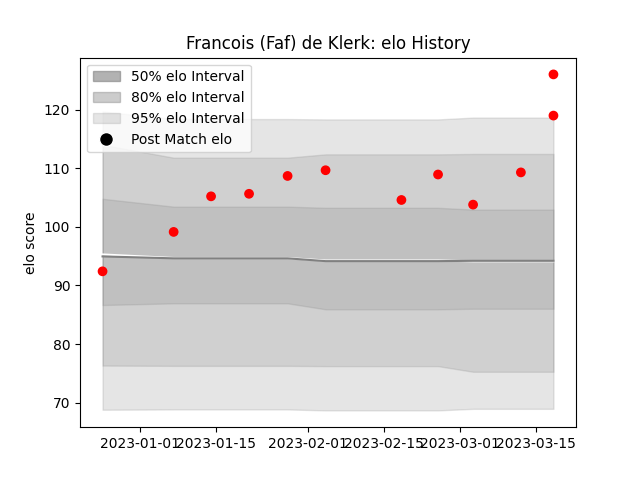 Francois (Faf) de Klerk: elo History
50% elo Interval
80% elo Interval
95% elo Interval
Post Match elo
elo score
120
110
100
90
80
70
2023-01-01
2023-01-15
2023-02-01
2023-02-15
2023-03-01
2023-03-15